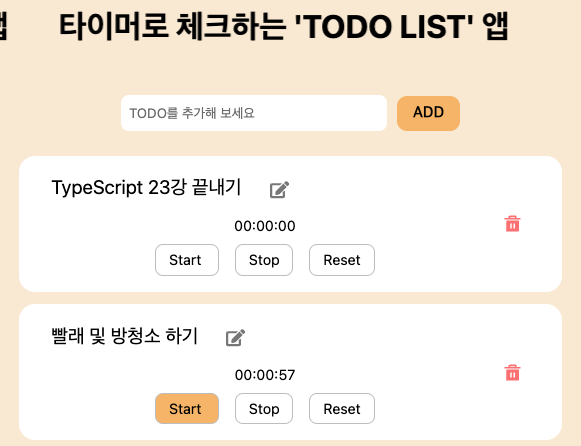 앱 타이머로 체크하는 'TODO LIST' 앱
TODO를 추가해 보세요 ADD
TypeScript 23강 끝내기
00:00:00
Start Stop Reset
빨래 및 방청소 하기
00:00:57
Start Stop Reset